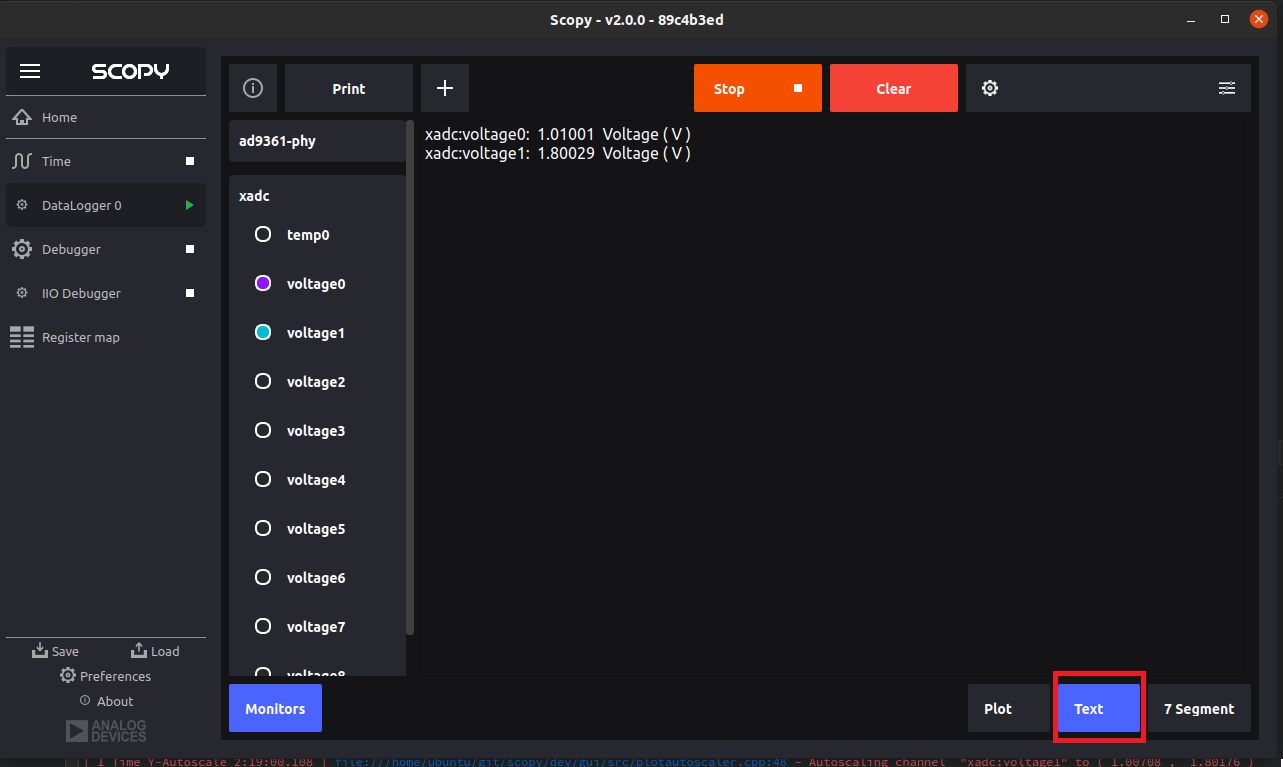 Scopy - v2.0.0 - 89c4b3ed
SCOPY
Home
Time
DataLogger 0
Debugger
IIO Debugger
Register map
Save Load
Preferences
About
ANALOG
DEVICES
Print
Stop
Clear
ad9361-phy
xadc
temp0
voltage0
voltage1
voltage2
voltage3
voltage4
voltage5
voltage6
voltage7
voltage8
xadc:voltage0: 1.01001 Voltage ( V )
xadc:voltage1: 1.80029 Voltage ( V )
Monitors
Plot
Text
7 Segment
| 1 Time Y-Autoscale 2:19:00.108 | file:///home/ubuntu/git/scopy/dev/gui/src/plotautoscaler.cpp:48 - Autoscaling channel "xadc:voltage1" to ( 1.00708 , 1.80176 )